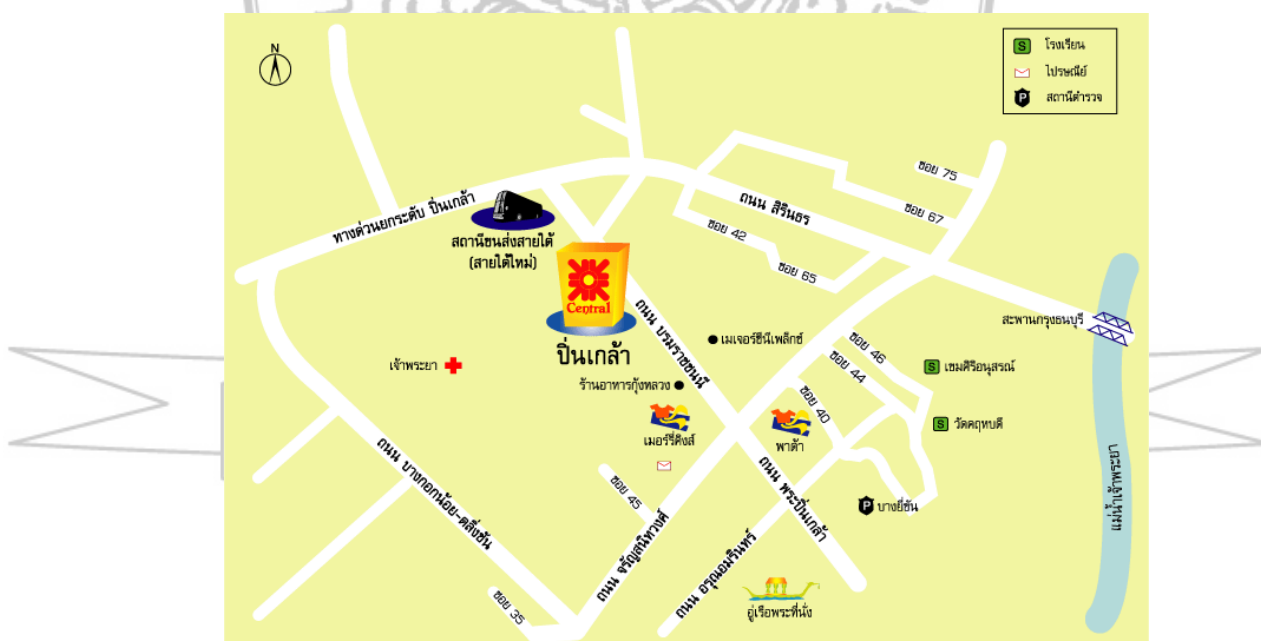 N
S โรงเรียน
ไปรษณีย์
P สถานีตำรวจ
ซอย 75
ทางด่วนยกระดับ ปิ่นเกล้า
ถนน สิรินธร
ซอย 67
สถานีขนส่งสายใต้
(สายใต้ใหม่)
ซอย 42
ซอย 65
Central
ปิ่นเกล้า
ถนน บรมราชชนนี
สะพานกรุงธนบุรี
เมเจอร์ซีนีเพล็กซ์
ซอย 46
ซอย 44
เจ้าพระยา
ร้านอาหารกุ้งหลวง
S เขมศิริอนุสรณ์
ซอย 40
เมอร์รี่คิงส์
พาต้า
S วัดคฤหบดี
ถนน บางกอกน้อย-ตลิ่งชัน
ซอย 45
ถนน พระปิ่นเกล้า
แม่น้ำเจ้าพระยา
P บางยี่ขัน
ถนน จรัญสนิทวงศ์
ถนน อรุณอมรินทร์
ซอย 35
อู่เรือพระที่นั่ง